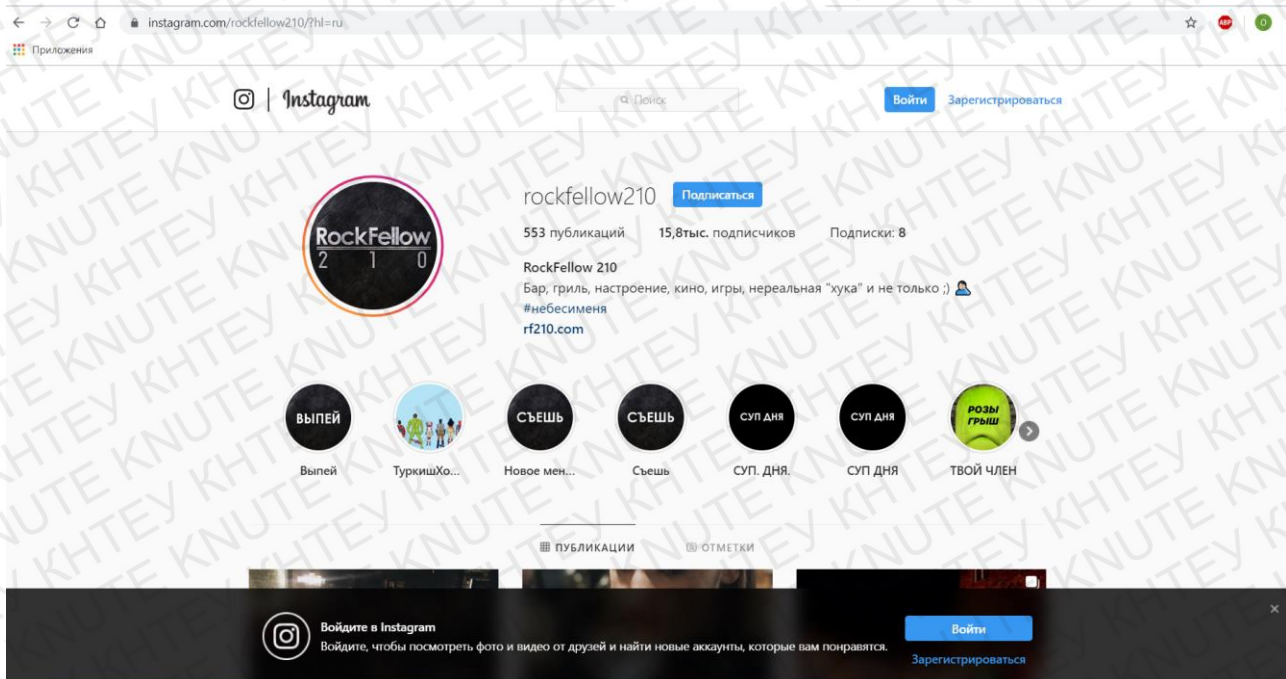 instagram.com/rockfellow210/?hl=ru
ABP
O
Приложения
Instagram
Поиск
Войти
Зарегистрироваться
RockFellow
2 1 0
rockfellow210
Подписаться
553 публикаций 15,8тыс. подписчиков Подписки: 8
RockFellow 210
Бар, гриль, настроение, кино, игры, нереальная "хука" и не только ;)
#небесименя
rf210.com
ВЫПЕЙ
СЪЕШЬ
СЪЕШЬ
СУП ДНЯ
СУП ДНЯ
РОЗЫ
ГРЫШ
Выпей ТуркишХо... Новое мен... Съешь СУП. ДНЯ. СУП ДНЯ ТВОЙ ЧЛЕН
ПУБЛИКАЦИИ ОТМЕТКИ
Войдите в Instagram
Войдите, чтобы посмотреть фото и видео от друзей и найти новые аккаунты, которые вам понравятся.
Войти
Зарегистрироваться
КНТЕУ KNUTE